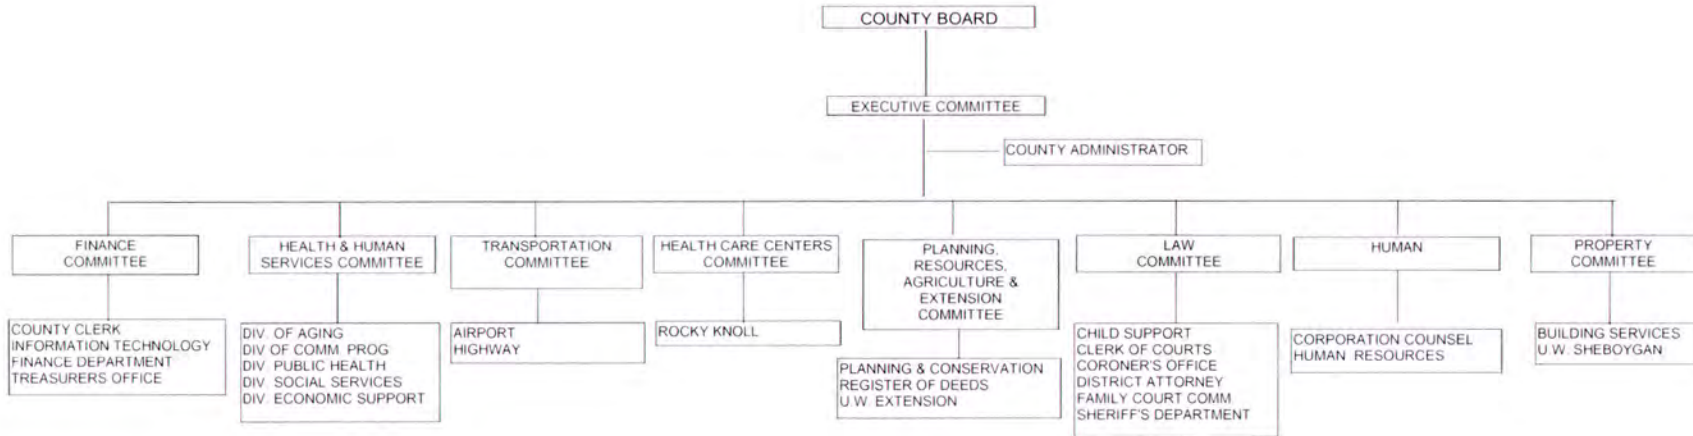 COUNTY BOARD
EXECUTIVE COMMITTEE
COUNTY ADMINISTRATOR
FINANCE
COMMITTEE
HEALTH & HUMAN
SERVICES COMMITTEE
TRANSPORTATION
COMMITTEE
HEALTH CARE CENTERS
COMMITTEE
PLANNING,
RESOURCES,
AGRICULTURE &
EXTENSION
COMMITTEE
LAW
COMMITTEE
HUMAN
PROPERTY
COMMITTEE
COUNTY CLERK
INFORMATION TECHNOLOGY
FINANCE DEPARTMENT
TREASURERS OFFICE
DIV. OF AGING
DIV OF COMM PROG
DIV. PUBLIC HEALTH
DIV. SOCIAL SERVICES
DIV. ECONOMIC SUPPORT
AIRPORT
HIGHWAY
ROCKY KNOLL
PLANNING & CONSERVATION
REGISTER OF DEEDS
U.W. EXTENSION
CHILD SUPPORT
CLERK OF COURTS
CORONER'S OFFICE
DISTRICT ATTORNEY
FAMILY COURT COMM
SHERIFF'S DEPARTMENT
CORPORATION COUNSEL
HUMAN RESOURCES
BUILDING SERVICES
U.W. SHEBOYGAN